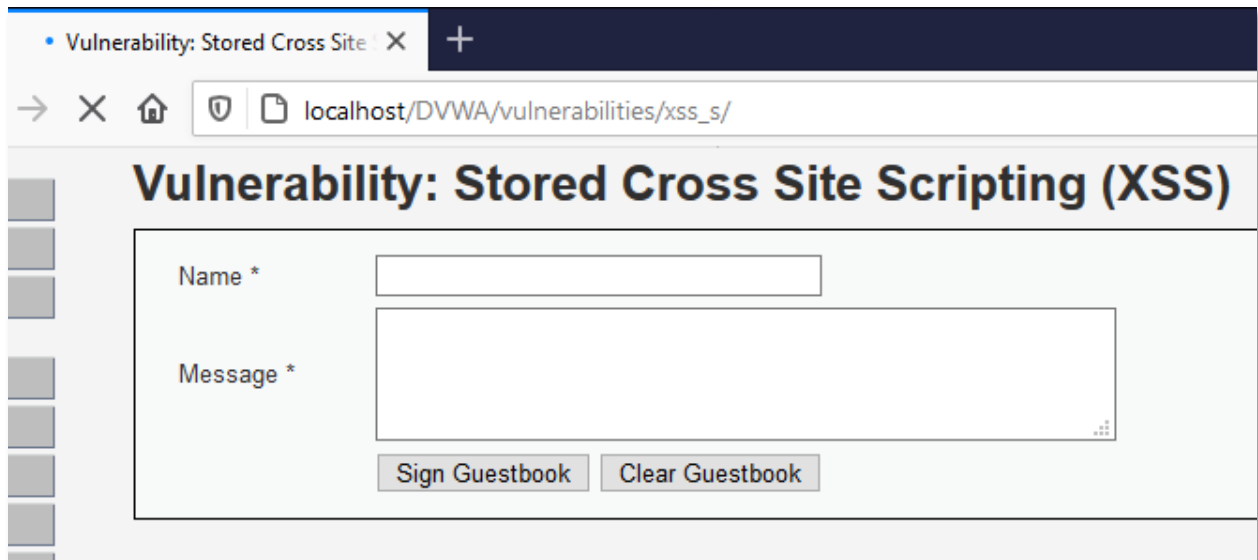 Vulnerability: Stored Cross Site
localhost/DVWA/vulnerabilities/xss_s/
Vulnerability: Stored Cross Site Scripting (XSS)
Name *
Message *
Sign Guestbook Clear Guestbook